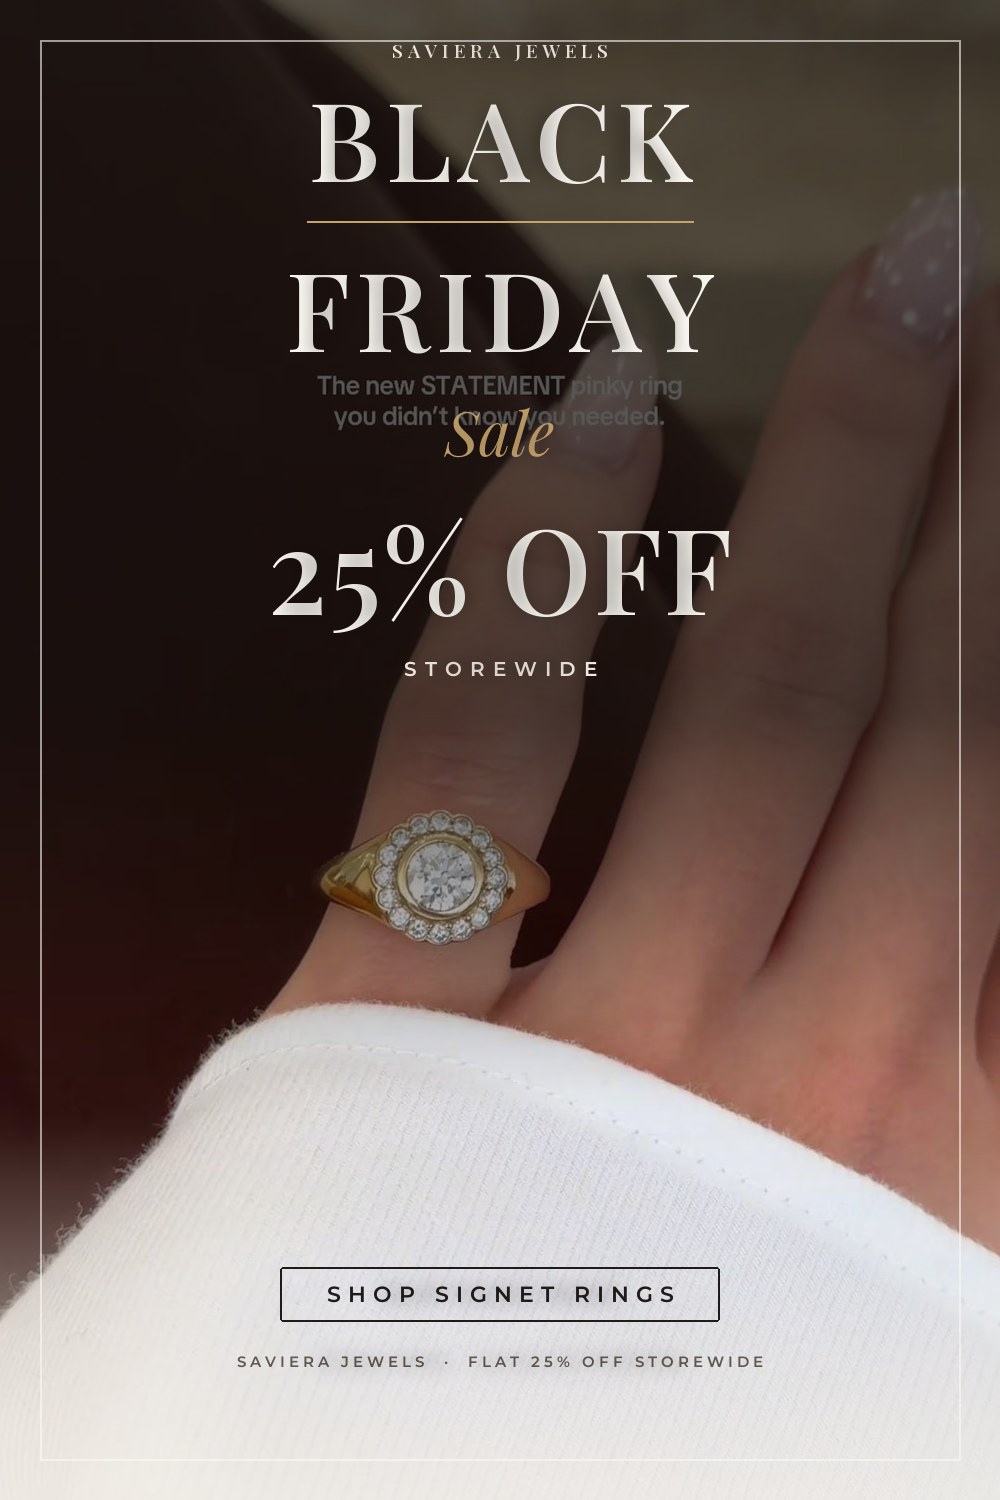 SAVIERA JEWELS
BLACK
FRIDAY
The new STATEMENT pinky ring
you didn't know you needed.
Sale
25% OFF
STOREWIDE
SHOP SIGNET RINGS
SAVIERA JEWELS · FLAT 25% OFF STOREWIDE